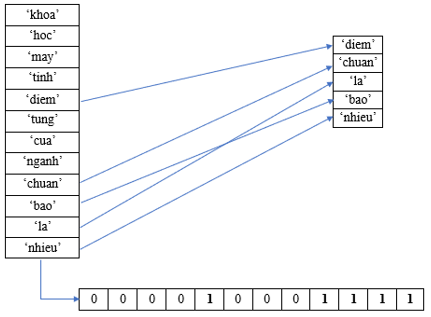 ‘khoa’
‘hoc’
‘may’
‘tinh’
‘diem’
‘tung’
‘cua’
‘nganh’
‘chuan’
‘bao’
‘la’
‘nhieu’
‘diem’
‘chuan’
‘la’
‘bao’
‘nhieu’
0 0 0 0 1 0 0 0 1 1 1 1